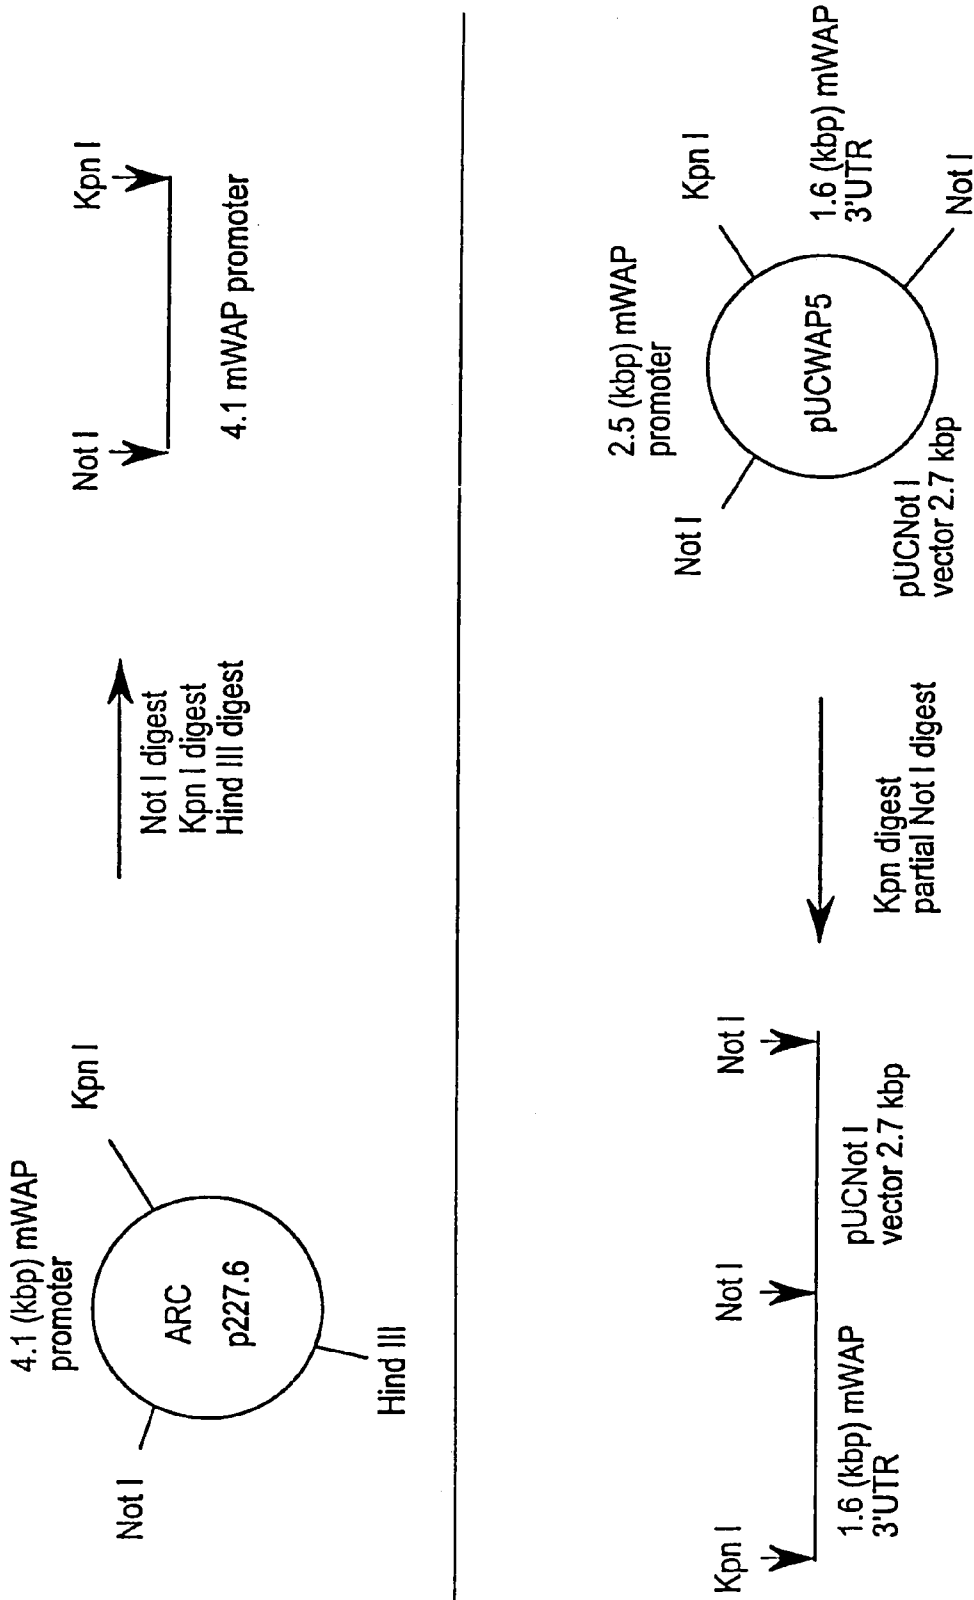 4.1 (kbp) mWAP
promoter
Kpn I
Not I
ARC
p227.6
Hind III
Not I digest
Kpn I digest
Hind III digest
Not I
Kpn I
4.1 mWAP promoter
Kpn I
Not I
Not I
1.6 (kbp) mWAP
3'UTR
pUCNot I
vector 2.7 kbp
Kpn digest
partial Not I digest
2.5 (kbp) mWAP
promoter
Not I
Kpn I
pUCWAP5
1.6 (kbp) mWAP
3'UTR
pUCNot I
vector 2.7 kbp
Not I